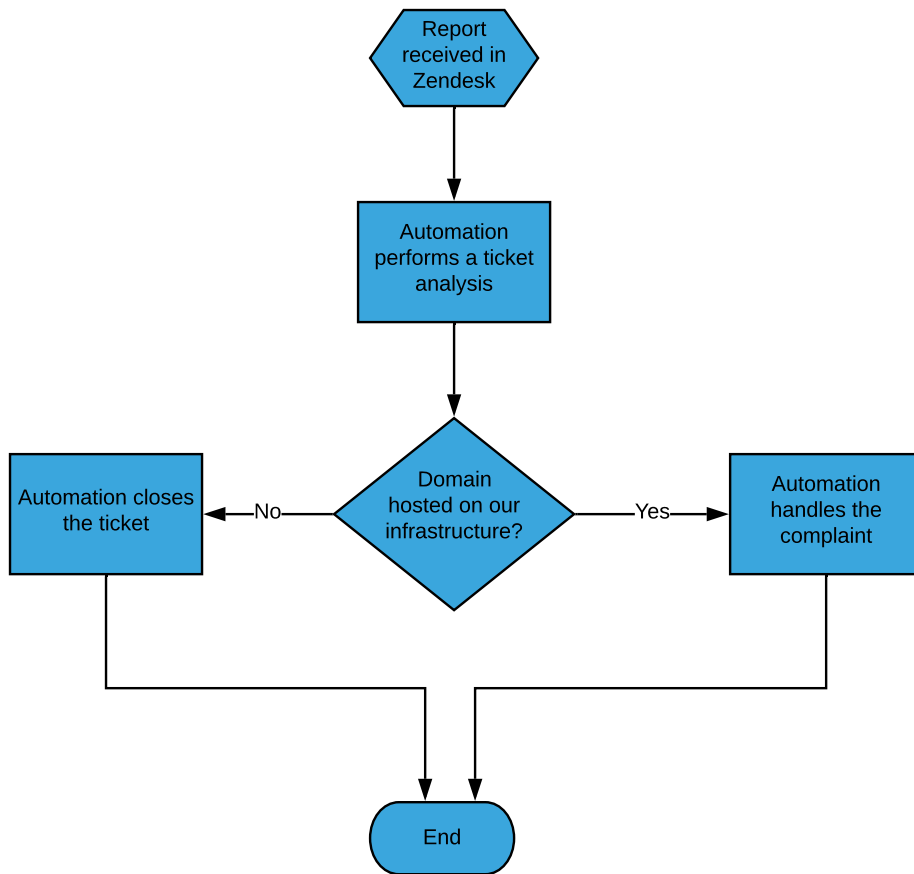 Report
received in
Zendesk
Automation
performs a ticket
analysis
Domain
hosted on our
infrastructure?
No
Yes
Automation closes
the ticket
Automation
handles the
complaint
End